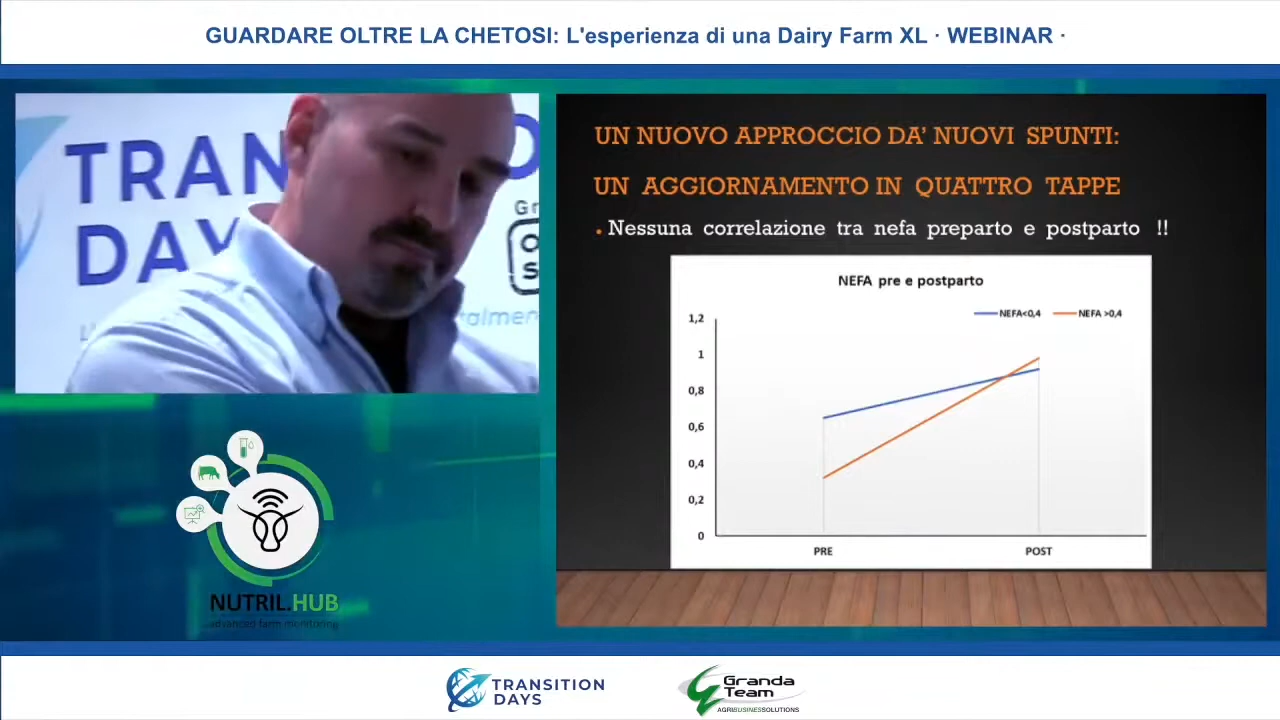 GUARDARE OLTRE LA CHETOSI: L'esperienza di una Dairy Farm XL · WEBINAR ·
TRAN
DAY
Gr
UN NUOVO APPROCCIO DA' NUOVI SPUNTI:
UN AGGIORNAMENTO IN QUATTRO TAPPE
• Nessuna correlazione tra nefa preparto e postparto !!
NEFA pre e postparto
NEFA<0,4 NEFA >0,4
1,2
1
0,8
0,6
0,4
0,2
0
PRE POST
NUTRIL.HUB
advanced farm monitoring
TRANSITION
DAYS
Granda
Team
AGRIBUSINESSOLUTIONS